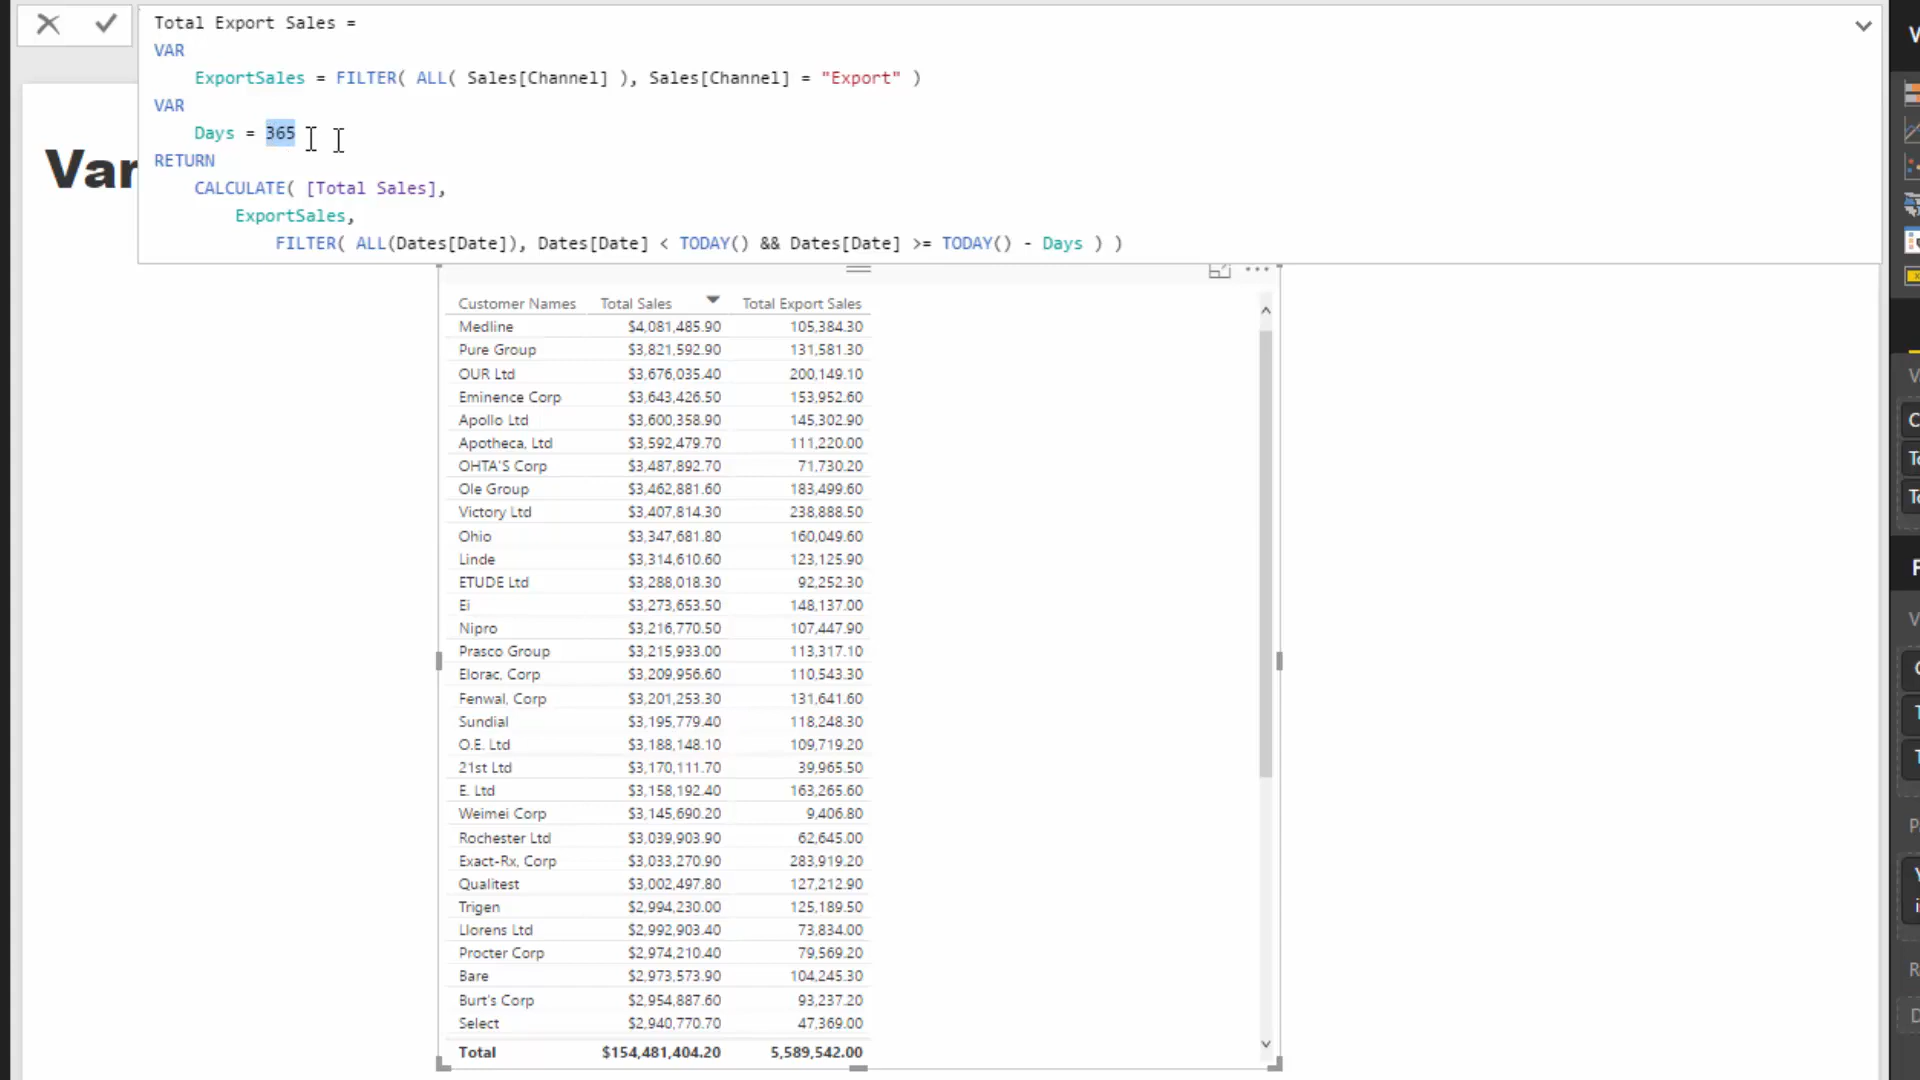 Total Export Sales =
VAR
ExportSales = FILTER( ALL( Sales[Channel] ), Sales[Channel] = "Export" )
VAR
Days = 365
RETURN
CALCULATE( [Total Sales],
ExportSales,
FILTER( ALL(Dates[Date]), Dates[Date] < TODAY() && Dates[Date] >= TODAY() - Days ) )
Var
Customer Names Total Sales Total Export Sales
Medline $4,081,485.90 105,384.30
Pure Group $3,821,592.90 131,581.30
OUR Ltd $3,676,035.40 200,149.10
Eminence Corp $3,643,426.50 153,952.60
Apollo Ltd $3,600,358.90 145,302.90
Apotheca, Ltd $3,592,479.70 111,220.00
OHTA'S Corp $3,487,892.70 71,730.20
Ole Group $3,462,881.60 183,499.60
Victory Ltd $3,407,814.30 238,888.50
Ohio $3,347,681.80 160,049.60
Linde $3,314,610.60 123,125.90
ETUDE Ltd $3,288,018.30 92,252.30
Ei $3,273,653.50 148,137.00
Nipro $3,216,770.50 107,447.90
Prasco Group $3,215,933.00 113,317.10
Elorac, Corp $3,209,956.60 110,543.30
Fenwal, Corp $3,201,253.30 131,641.60
Sundial $3,195,779.40 118,248.30
O.E. Ltd $3,188,148.10 109,719.20
21st Ltd $3,170,111.70 39,965.50
E. Ltd $3,158,192.40 163,265.60
Weimei Corp $3,145,690.20 9,406.80
Rochester Ltd $3,039,903.90 62,645.00
Exact-Rx, Corp $3,033,270.90 283,919.20
Qualitest $3,002,497.80 127,212.90
Trigen $2,994,230.00 125,189.50
Llorens Ltd $2,992,903.40 73,834.00
Procter Corp $2,974,210.40 79,569.20
Bare $2,973,573.90 104,245.30
Burt's Corp $2,954,887.60 93,237.20
Select $2,940,770.70 47,369.00
Total $154,481,404.20 5,589,542.00